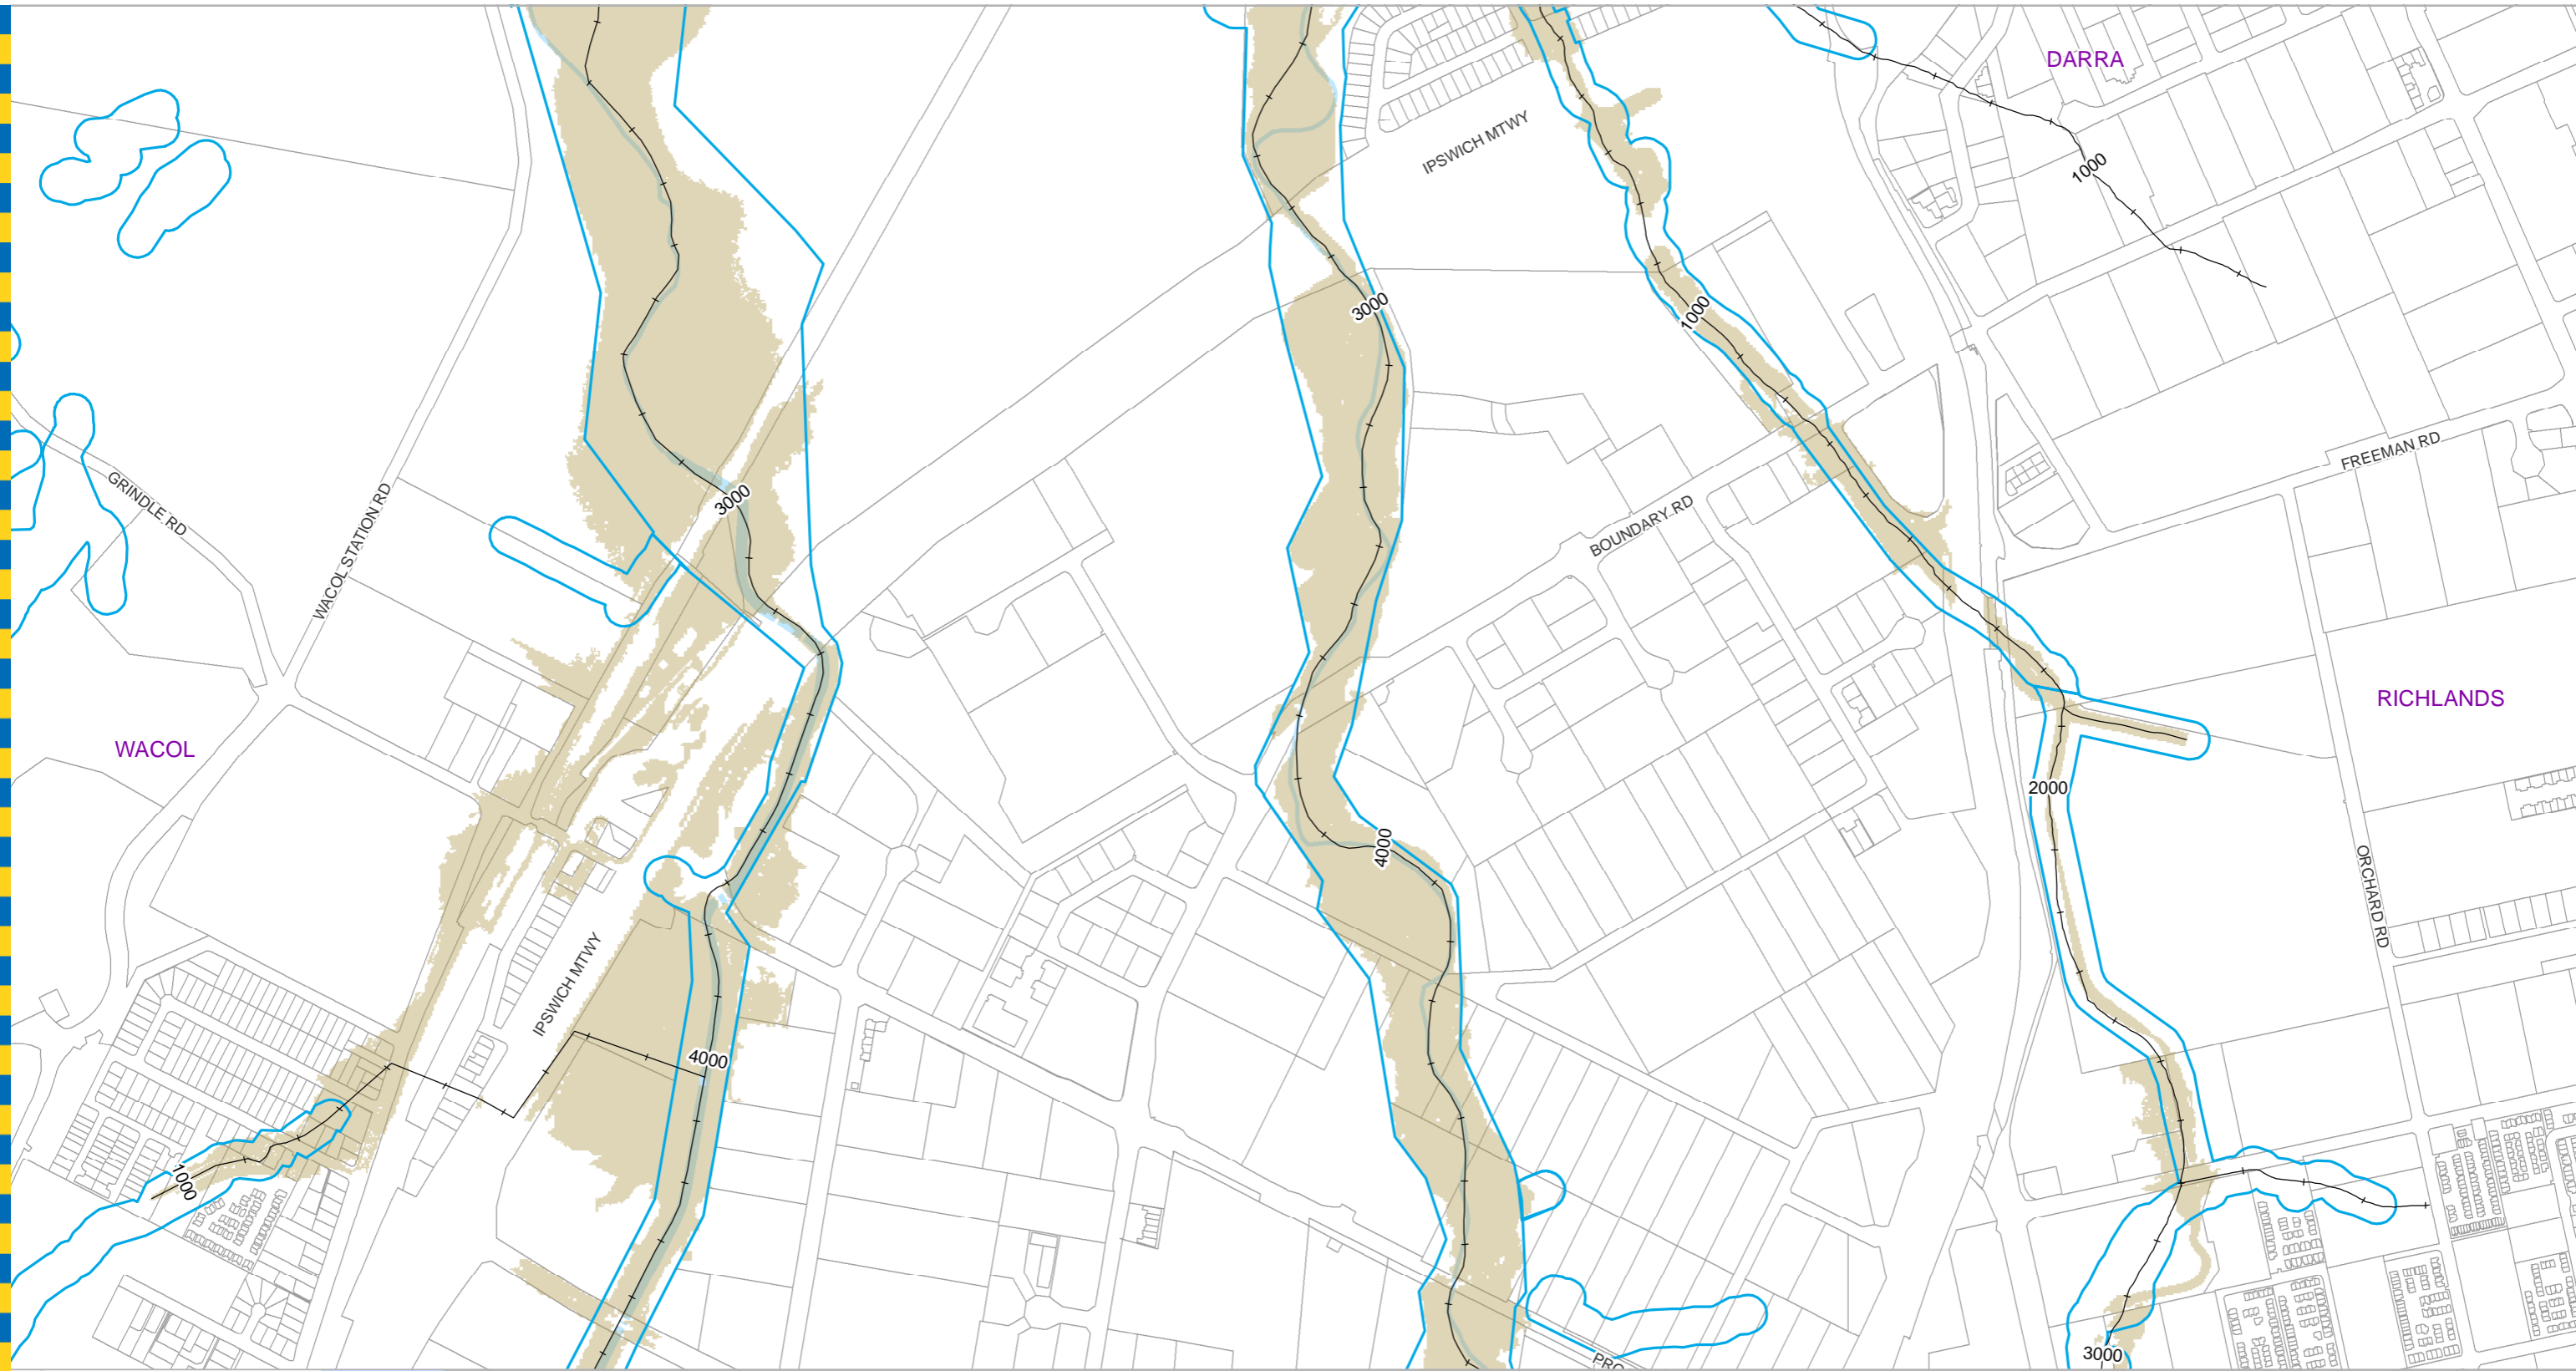 DARRA
IPSWICH MTWY
1000
3000
1000
FREEMAN RD
GRINDLE RD
WACOL STATION RD
3000
BOUNDARY RD
RICHLANDS
WACOL
2000
4000
ORCHARD RD
IPSWICH MTWY
4000
1000
3000